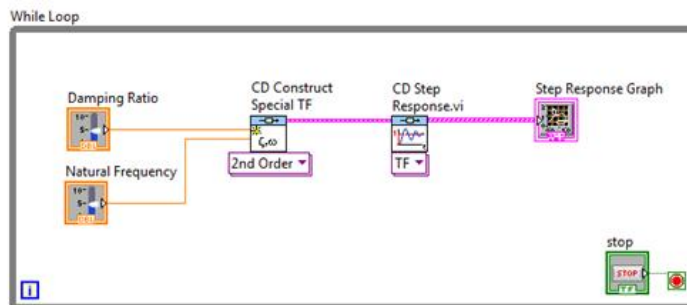 While Loop
Damping Ratio
CD Construct
Special TF
CD Step
Response.vi
Step Response Graph
Natural Frequency
ζ,ω
2nd Order
TF
stop
STOP
TF
i